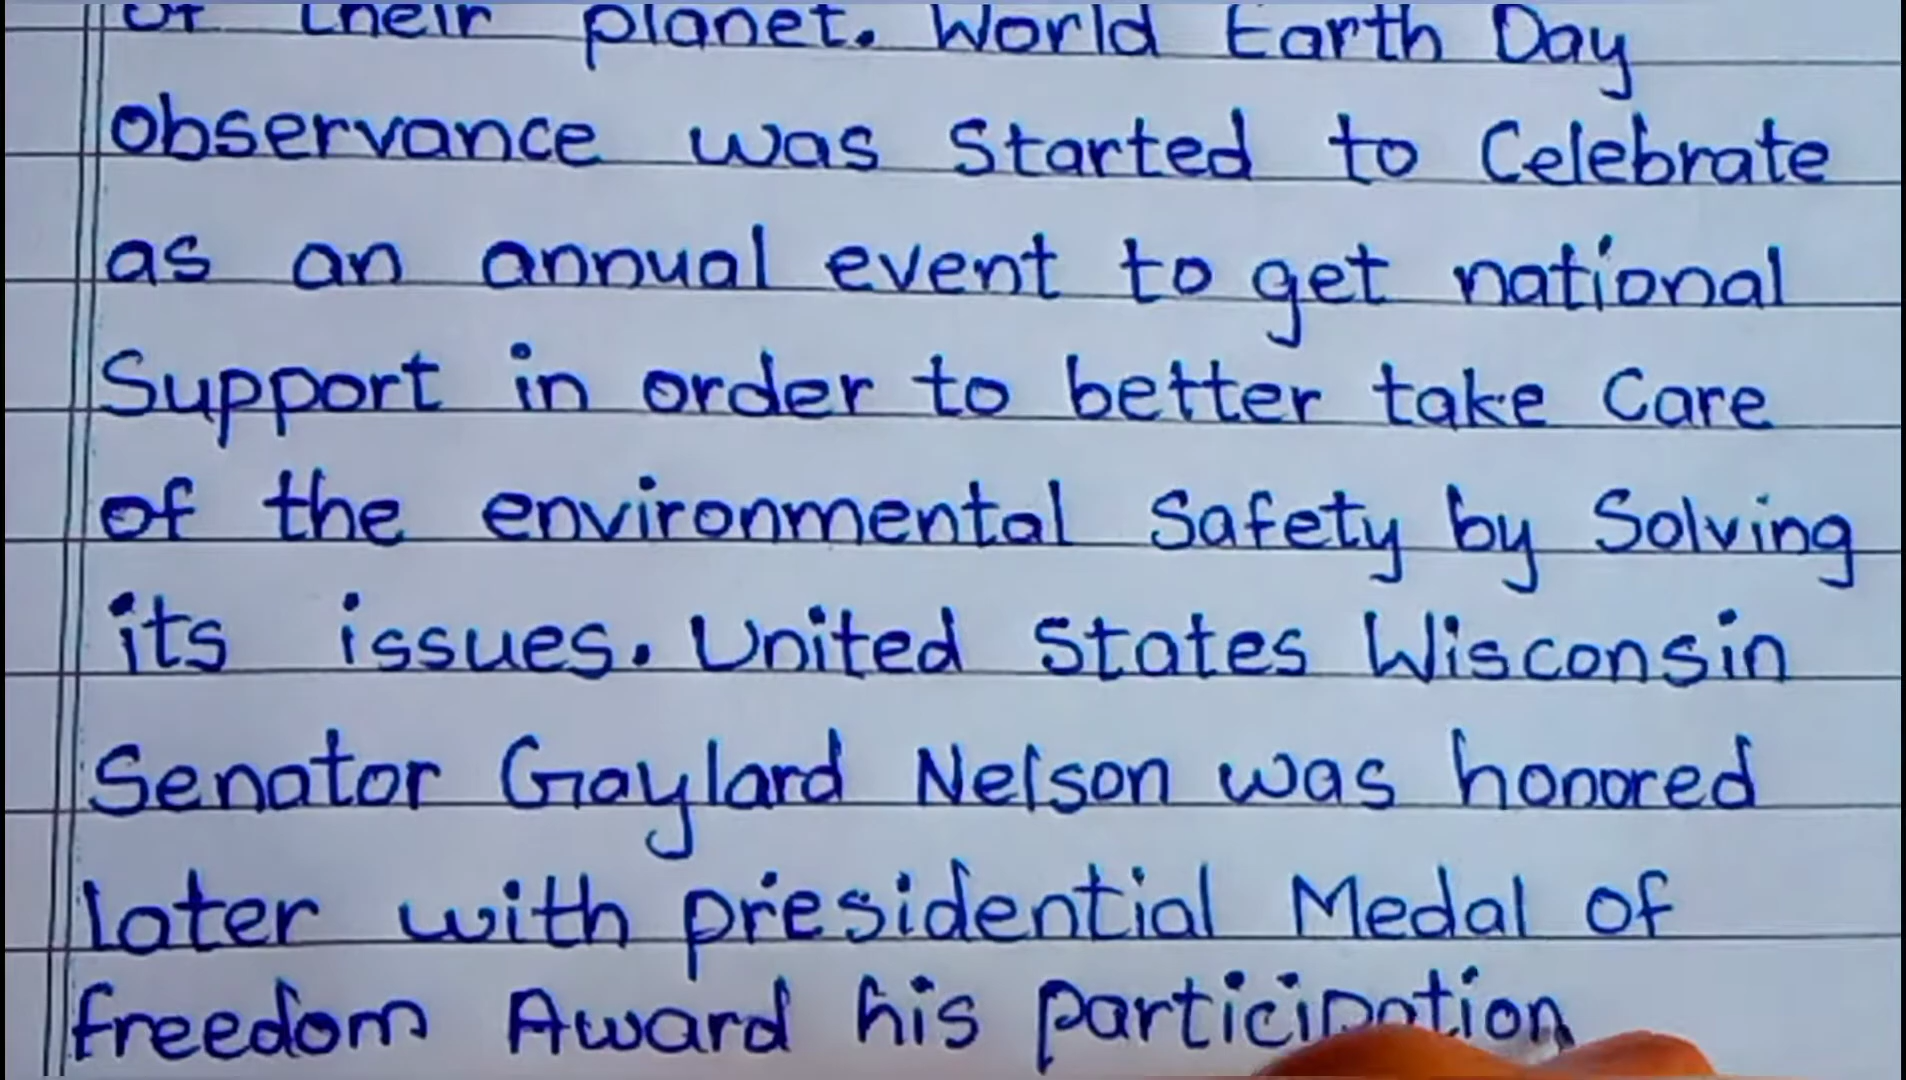 of their planet. World Earth Day
observance was Started to Celebrate
as an annual event to get national
Support in order to better take Care
of the environmental Safety by Solving
its issues. United States Wisconsin
Senator Gaylard Nelson was honored
later with presidential Medal of
freedom Award his participation